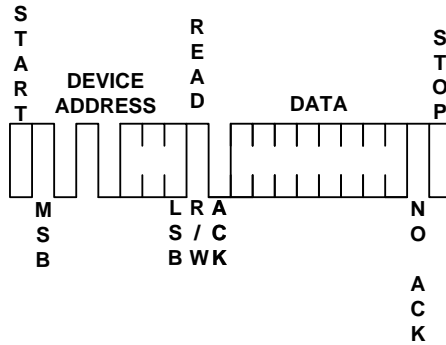 START
DEVICE
ADDRESS
READ
DATA
STOP
MSB
LSB
R/W
ACK
NO ACK